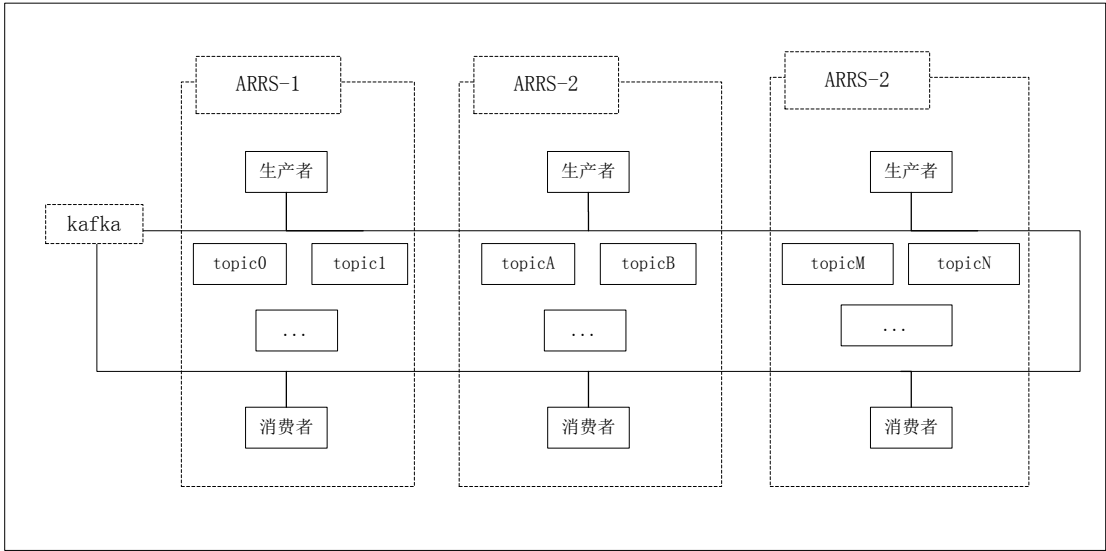 ARRS-1
ARRS-2
ARRS-2
生产者
生产者
生产者
kafka
topic0
topic1
topicA
topicB
topicM
topicN
...
...
...
消费者
消费者
消费者